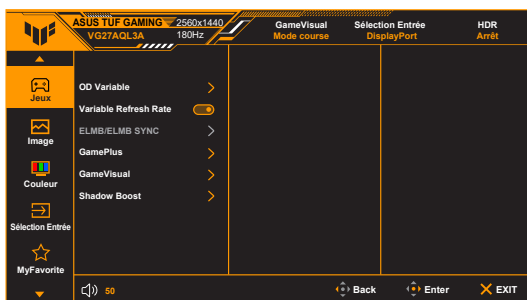 ASUS TUF GAMING 2560x1440 GameVisual Sélection Entrée HDR
VG27AQL3A 180Hz Mode course DisplayPort Arrêt
Jeux
Image
Couleur
Sélection Entrée
MyFavorite
OD Variable
Variable Refresh Rate
ELMB/ELMB SYNC
GamePlus
GameVisual
Shadow Boost
50 Back Enter EXIT